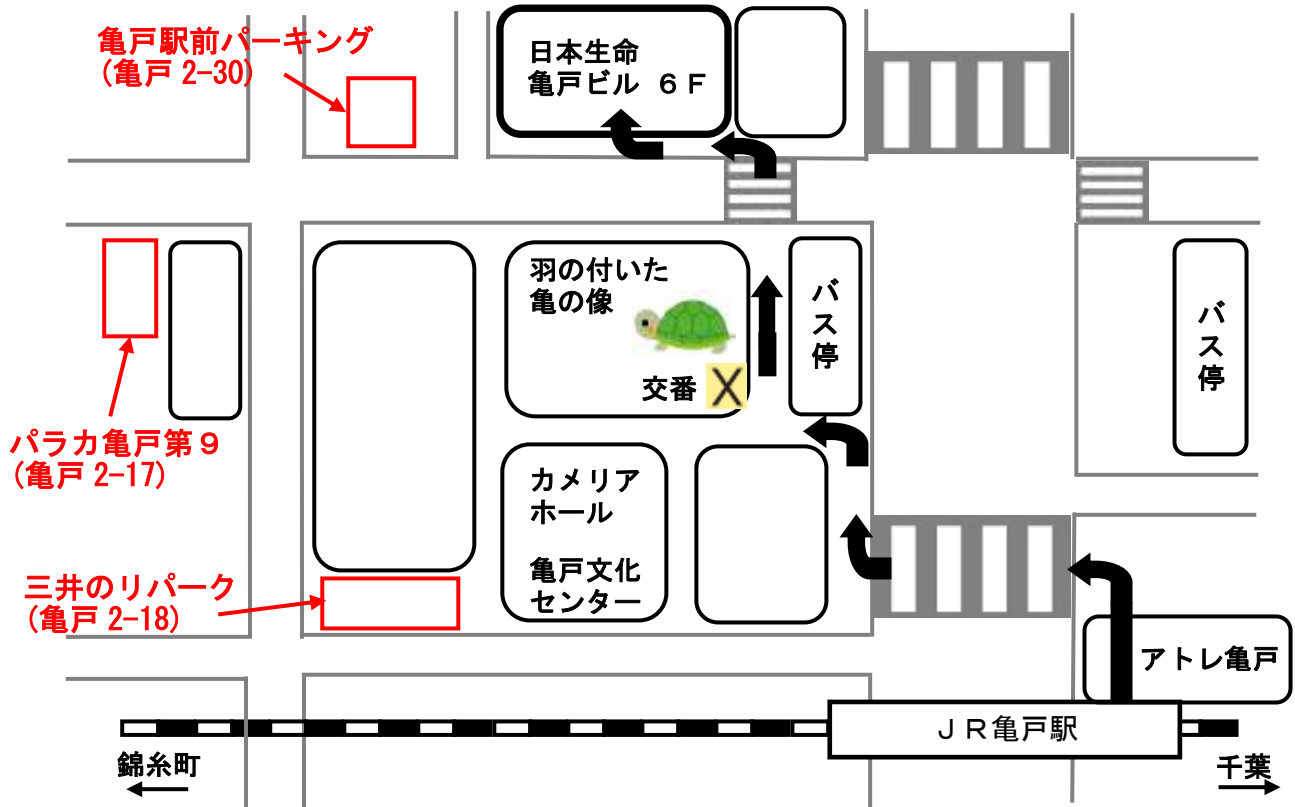 亀戸駅前パーキング
(亀戸 2-30)
日本生命
亀戸ビル ６Ｆ
羽の付いた
亀の像
交番 X
バス停
バス停
パラカ亀戸第９
(亀戸 2-17)
カメリア
ホール
亀戸文化
センター
三井のリパーク
(亀戸 2-18)
アトレ亀戸
ＪＲ亀戸駅
錦糸町
千葉